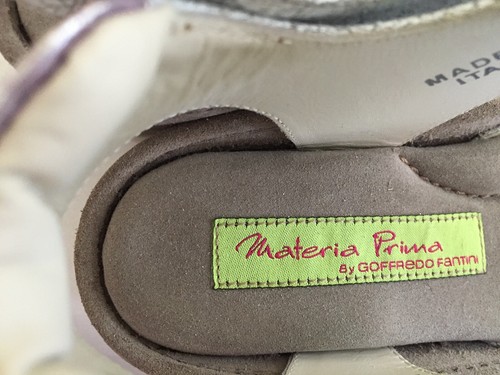 MADE
ITA
Materia Prima
By GOFFREDO FANTINI